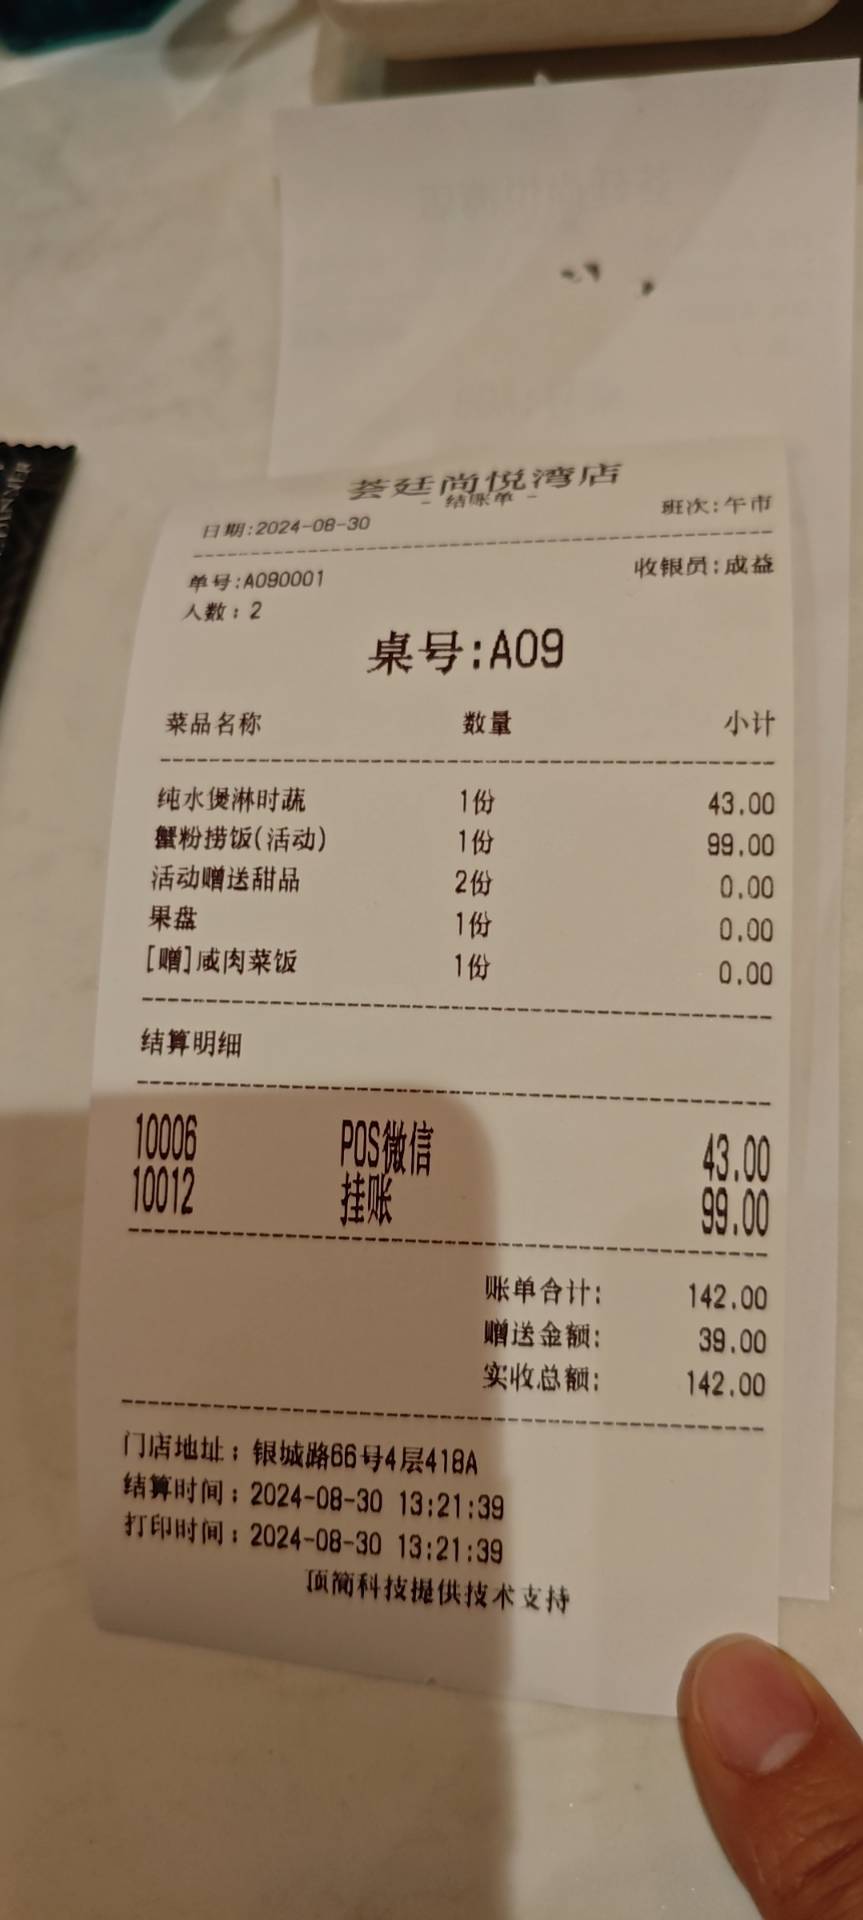 荟廷尚悦湾店
- 结账单 -
日期:2024-08-30 班次:午市
单号:A090001 收银员:成益
人数: 2
桌号:A09
菜品名称 数量 小计
纯水煲淋时蔬 1份 43.00
蟹粉捞饭(活动) 1份 99.00
活动赠送甜品 2份 0.00
果盘 1份 0.00
[赠]咸肉菜饭 1份 0.00
结算明细
10006 POS微信 43.00
10012 挂账 99.00
账单合计: 142.00
赠送金额: 39.00
实收总额: 142.00
门店地址: 银城路66号4层418A
结算时间: 2024-08-30 13:21:39
打印时间: 2024-08-30 13:21:39
顶简科技提供技术支持